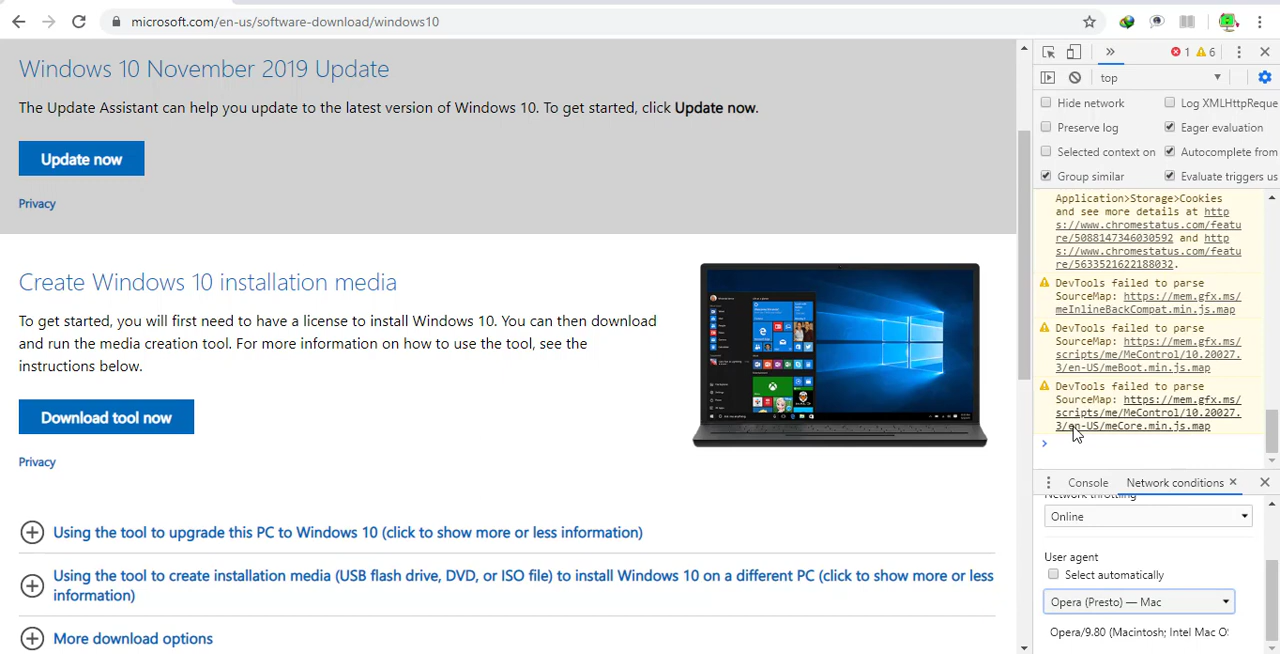 microsoft.com/en-us/software-download/windows10
Windows 10 November 2019 Update
The Update Assistant can help you update to the latest version of Windows 10. To get started, click Update now.
Update now
Privacy
Create Windows 10 installation media
To get started, you will first need to have a license to install Windows 10. You can then download
and run the media creation tool. For more information on how to use the tool, see the
instructions below.
Download tool now
Privacy
Using the tool to upgrade this PC to Windows 10 (click to show more or less information)
Using the tool to create installation media (USB flash drive, DVD, or ISO file) to install Windows 10 on a different PC (click to show more or less
information)
More download options
1 6
top
Hide network Log XMLHttpReque
Preserve log Eager evaluation
Selected context on Autocomplete from
Group similar Evaluate triggers us
Application>Storage>Cookies
and see more details at http
s://www.chromestatus.com/featu
re/5088147346030592 and http
s://www.chromestatus.com/featu
re/5633521622188032.
DevTools failed to parse
SourceMap: https://mem.gfx.ms/
meInlineBackCompat.min.js.map
DevTools failed to parse
SourceMap: https://mem.gfx.ms/
scripts/me/MeControl/10.20027.
3/en-US/meBoot.min.js.map
DevTools failed to parse
SourceMap: https://mem.gfx.ms/
scripts/me/MeControl/10.20027.
3/en-US/meCore.min.js.map
Console Network conditions
Network throttling
Online
User agent
Select automatically
Opera (Presto) — Mac
Opera/9.80 (Macintosh; Intel Mac OS